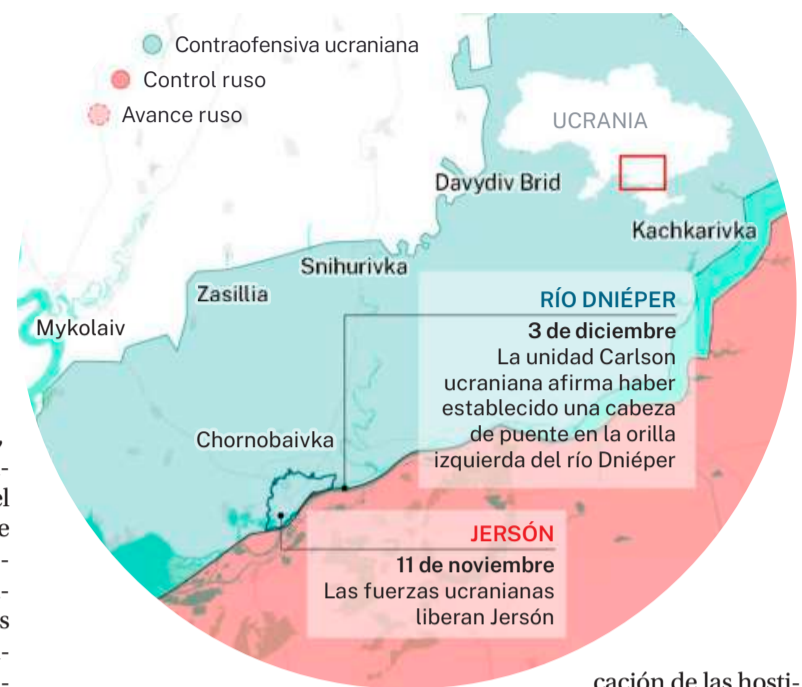 Contraofensiva ucraniana
Control ruso
Avance ruso
UCRANIA
Davydiv Brid
Kachkarivka
Snihurivka
Zasillia
Mykolaiv
RÍO DNIÉPER
3 de diciembre
La unidad Carlson
ucraniana afirma haber
establecido una cabeza
de puente en la orilla
izquierda del río Dniéper
Chornobaivka
JERSÓN
11 de noviembre
Las fuerzas ucranianas
liberan Jersón
cación de las hosti-